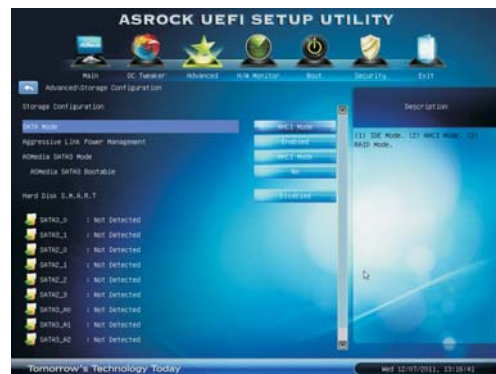 ASROCK UEFI SETUP UTILITY
Main OC Tweaker Advanced H/W Monitor Boot Security Exit
Advanced\Storage Configuration
Storage Configuration
Description
SATA Mode AHCI Mode
(1) IDE Mode. (2) AHCI Mode. (3)
RAID Mode.
Aggressive Link Power Management Enabled
ASMedia SATA3 Mode AHCI Mode
ASMedia SATA3 Bootable No
Hard Disk S.M.A.R.T Disabled
SATA3_0 : Not Detected
SATA3_1 : Not Detected
SATA2_0 : Not Detected
SATA2_1 : Not Detected
SATA2_2 : Not Detected
SATA2_3 : Not Detected
SATA3_A0 : Not Detected
SATA3_A1 : Not Detected
SATA3_A2 : Not Detected
Tomorrow's Technology Today
Wed 12/07/2011, 13:16:41